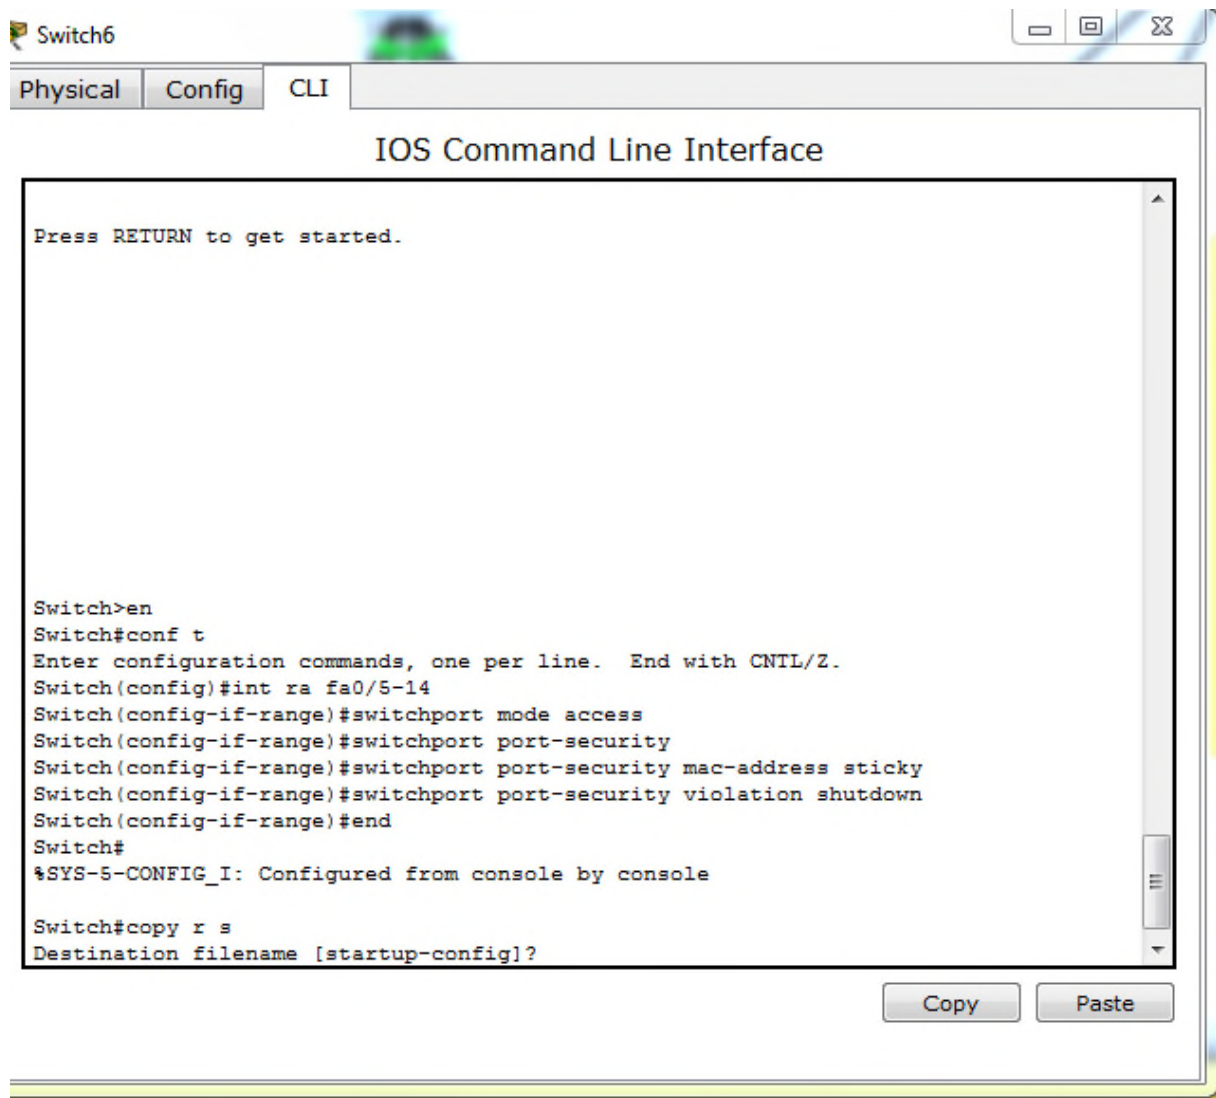 Switch6
Physical Config CLI
IOS Command Line Interface
Press RETURN to get started.
Switch>en
Switch#conf t
Enter configuration commands, one per line.  End with CNTL/Z.
Switch(config)#int ra fa0/5-14
Switch(config-if-range)#switchport mode access
Switch(config-if-range)#switchport port-security
Switch(config-if-range)#switchport port-security mac-address sticky
Switch(config-if-range)#switchport port-security violation shutdown
Switch(config-if-range)#end
Switch#
%SYS-5-CONFIG_I: Configured from console by console
Switch#copy r s
Destination filename [startup-config]?
Copy Paste